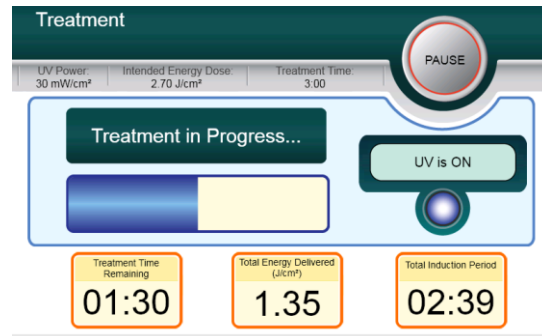 Treatment
PAUSE
UV Power: Intended Energy Dose: Treatment Time:
30 mW/cm² 2.70 J/cm² 3:00
Treatment in Progress...
UV is ON
Treatment Time
Remaining
01:30
Total Energy Delivered
(J/cm²)
1.35
Total Induction Period
02:39